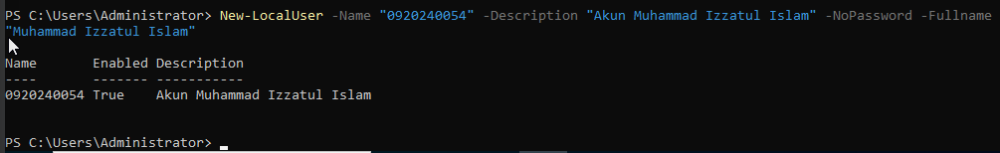 PS C:\Users\Administrator> New-LocalUser -Name "0920240054" -Description "Akun Muhammad Izzatul Islam" -NoPassword -Fullname
"Muhammad Izzatul Islam"
Name Enabled Description
---- ------- -----------
0920240054 True Akun Muhammad Izzatul Islam
PS C:\Users\Administrator>